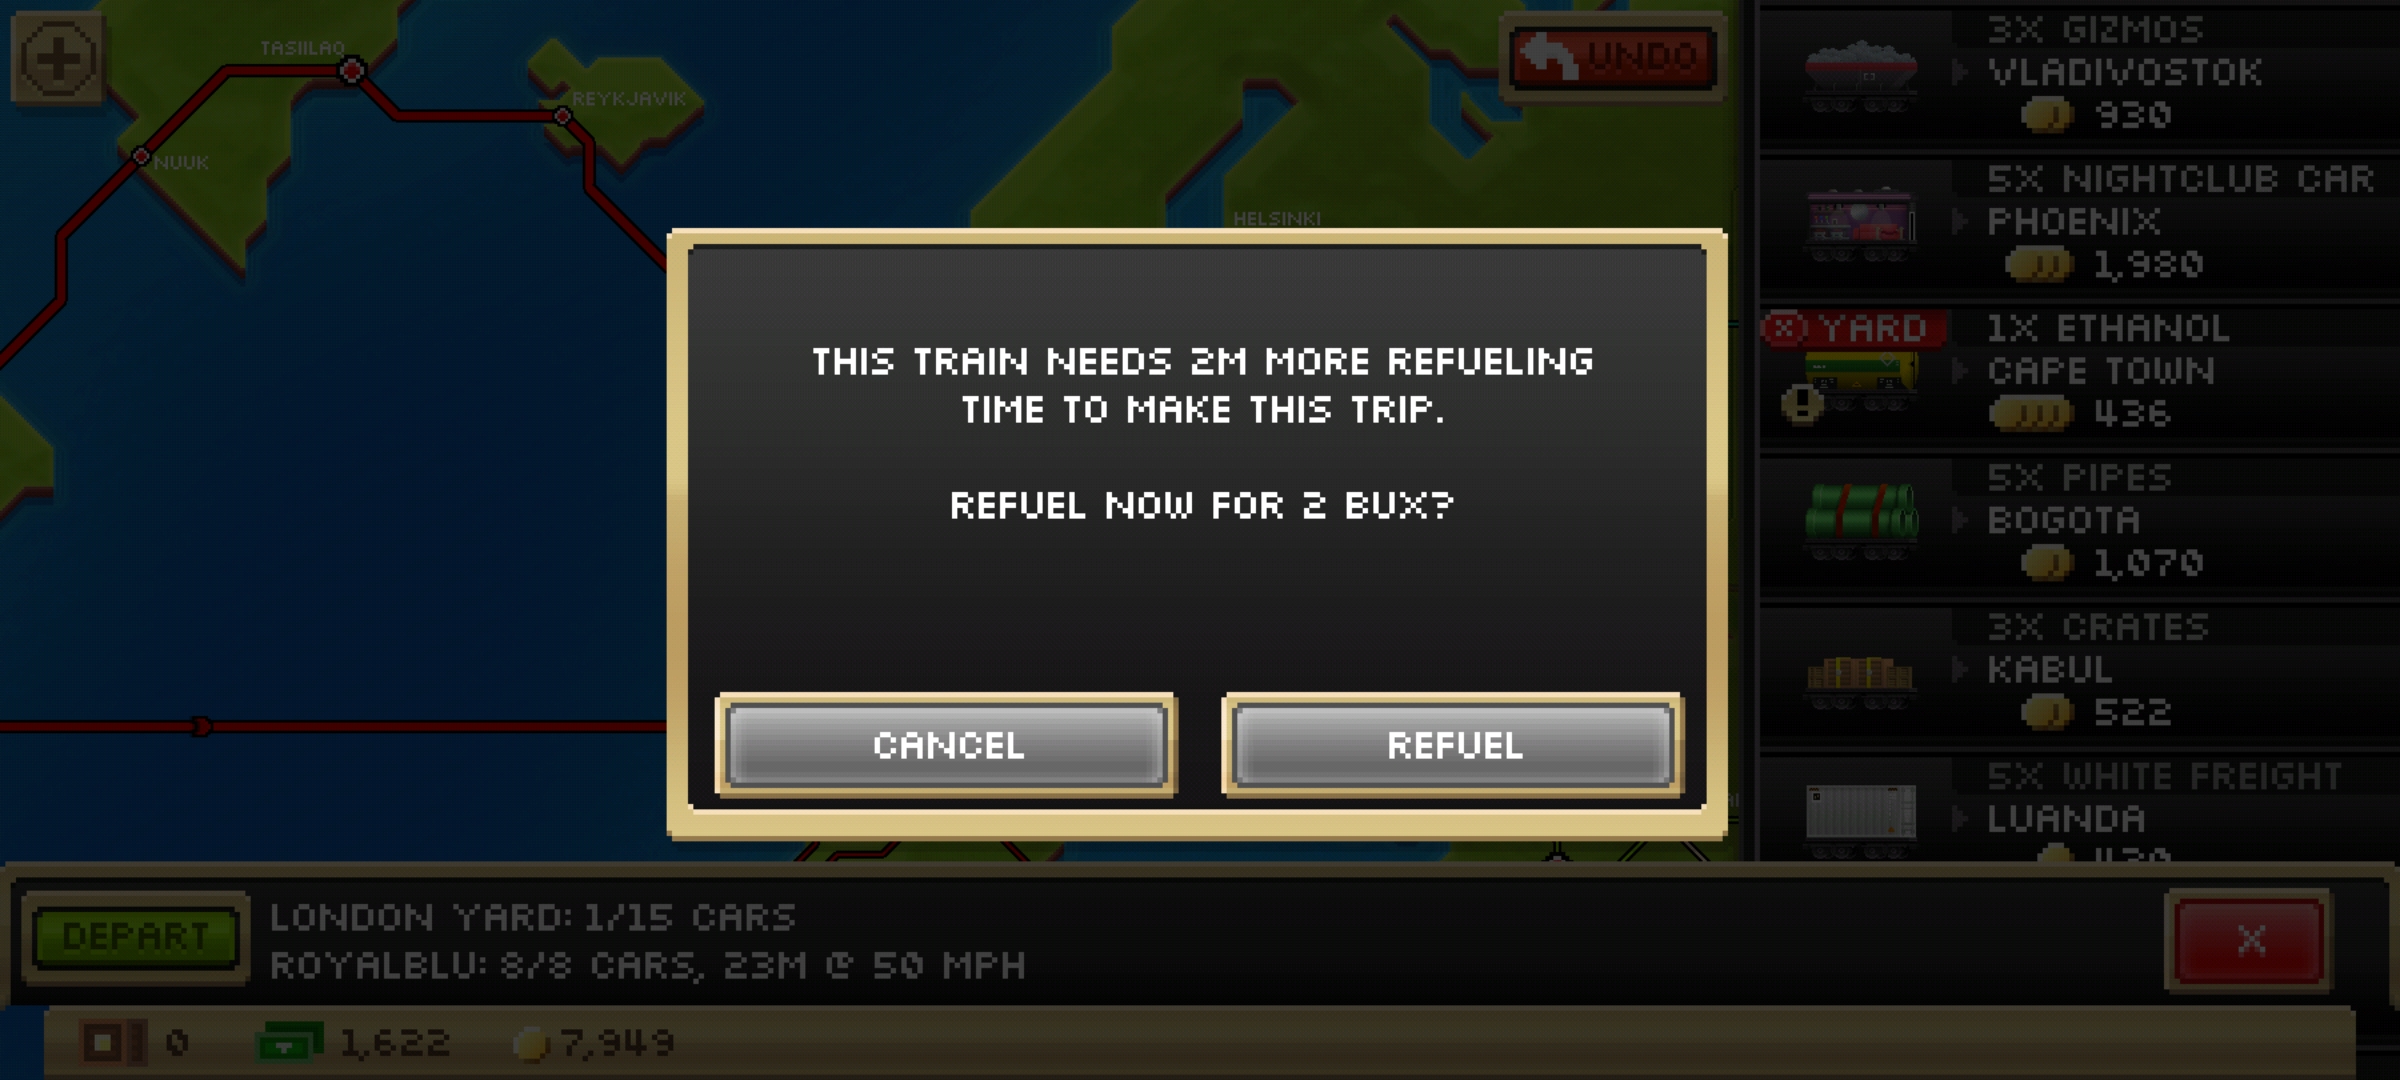 TASIILAQ
REYKJAVIK
NUUK
HELSINKI
UNDO
3X GIZMOS
VLADIVOSTOK
930
5X NIGHTCLUB CAR
PHOENIX
1,980
YARD
1X ETHANOL
CAPE TOWN
436
5X PIPES
BOGOTA
1,070
3X CRATES
KABUL
522
5X WHITE FREIGHT
LUANDA
THIS TRAIN NEEDS 2M MORE REFUELING
TIME TO MAKE THIS TRIP.
REFUEL NOW FOR 2 BUX?
CANCEL
REFUEL
DEPART
LONDON YARD: 1/15 CARS
ROYALBLU: 8/8 CARS, 23M @ 50 MPH
X
0
1,622
7,949